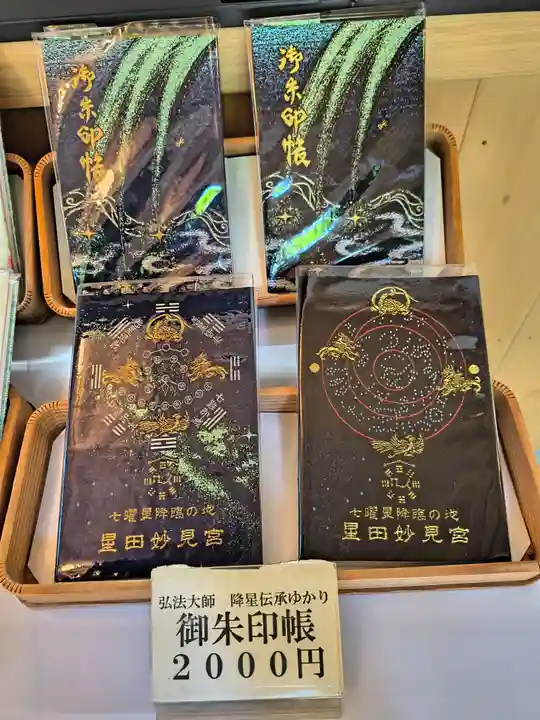 御朱印帳
御朱印帳
七曜星降臨の地
星田妙見宮
七曜星降臨の地
星田妙見宮
弘法大師　降星伝承ゆかり
御朱印帳
２０００円